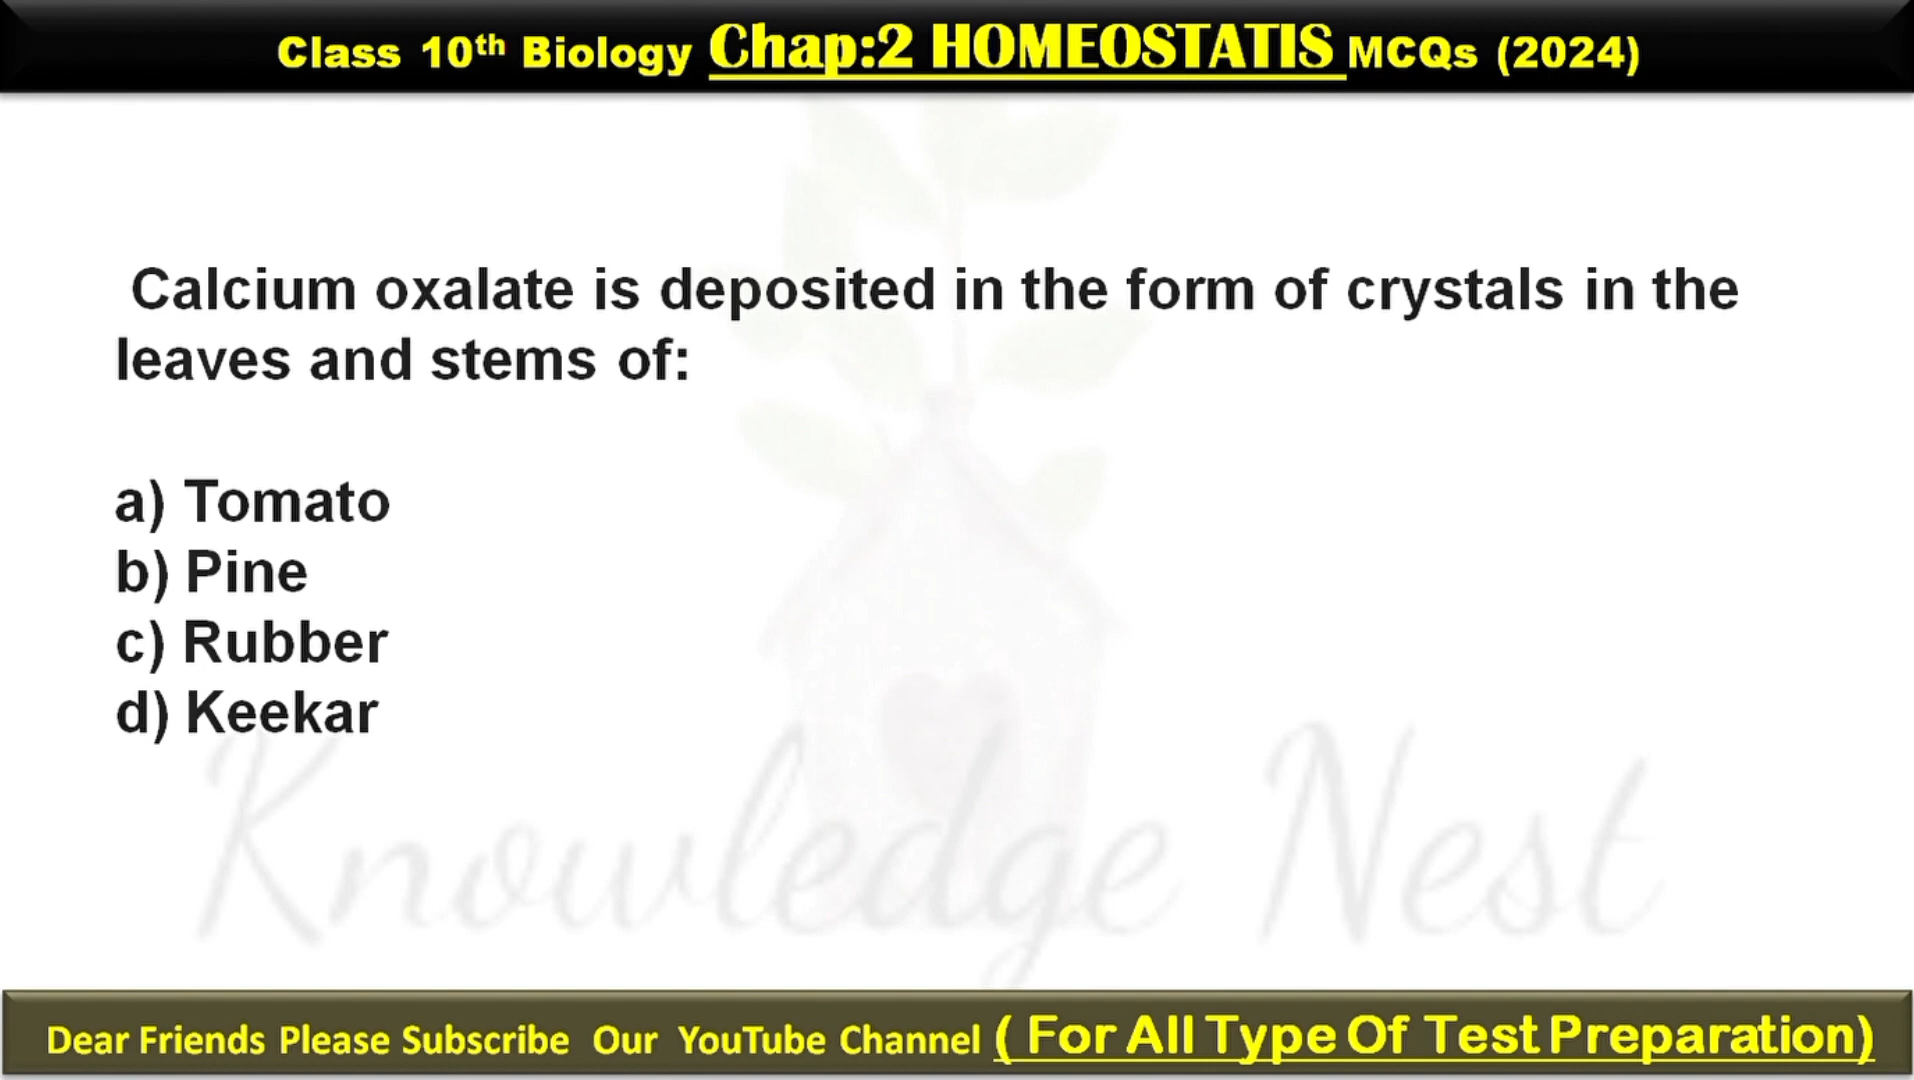 Class 10th Biology Chap:2 HOMEOSTATIS MCQs (2024)
Calcium oxalate is deposited in the form of crystals in the
leaves and stems of:
a) Tomato
b) Pine
c) Rubber
d) Keekar
Knowledge Nest
Dear Friends Please Subscribe Our YouTube Channel ( For All Type Of Test Preparation)